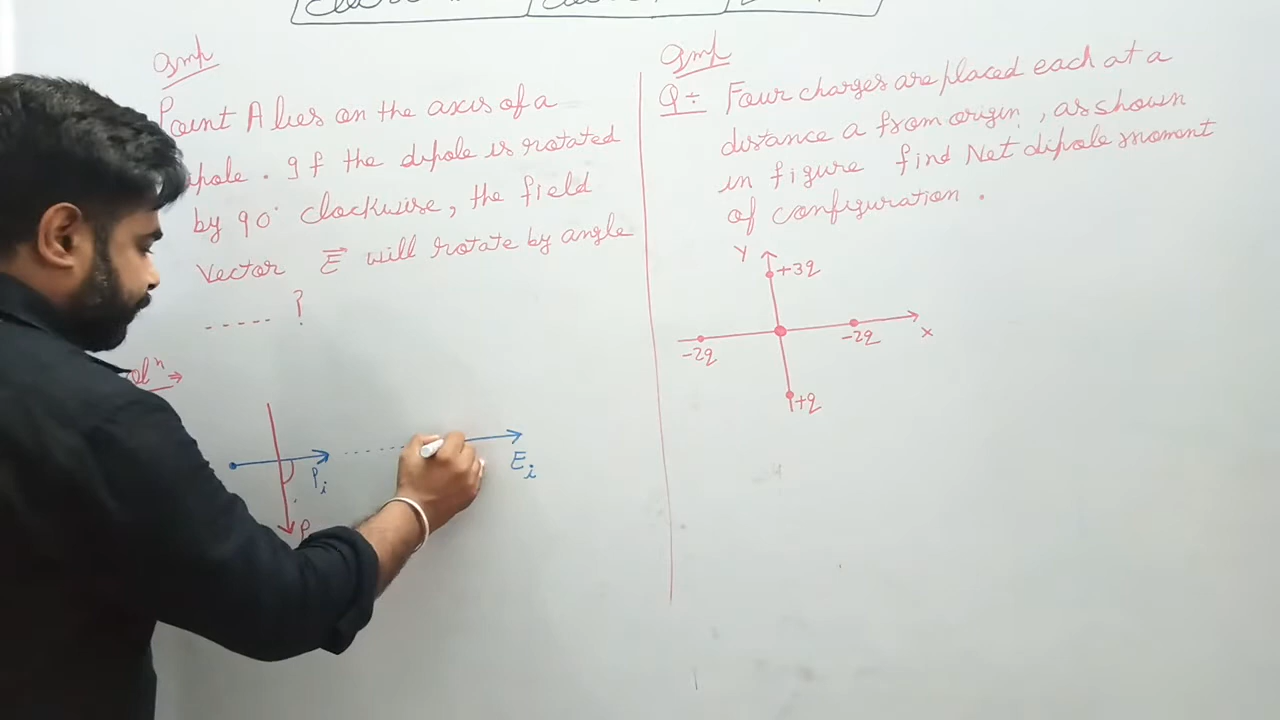 Imp
Point A lies on the axis of a
dipole. If the dipole is rotated
by 90° clockwise, the field
Vector E⃗ will rotate by angle
----- ?
Solⁿ ⇒
Pᵢ
Eᵢ
P
Imp
Q÷ Four charges are placed each at a
distance a from origin, as shown
in figure find Net dipole moment
of configuration.
Y
+3q
-2q
-2q
X
+q